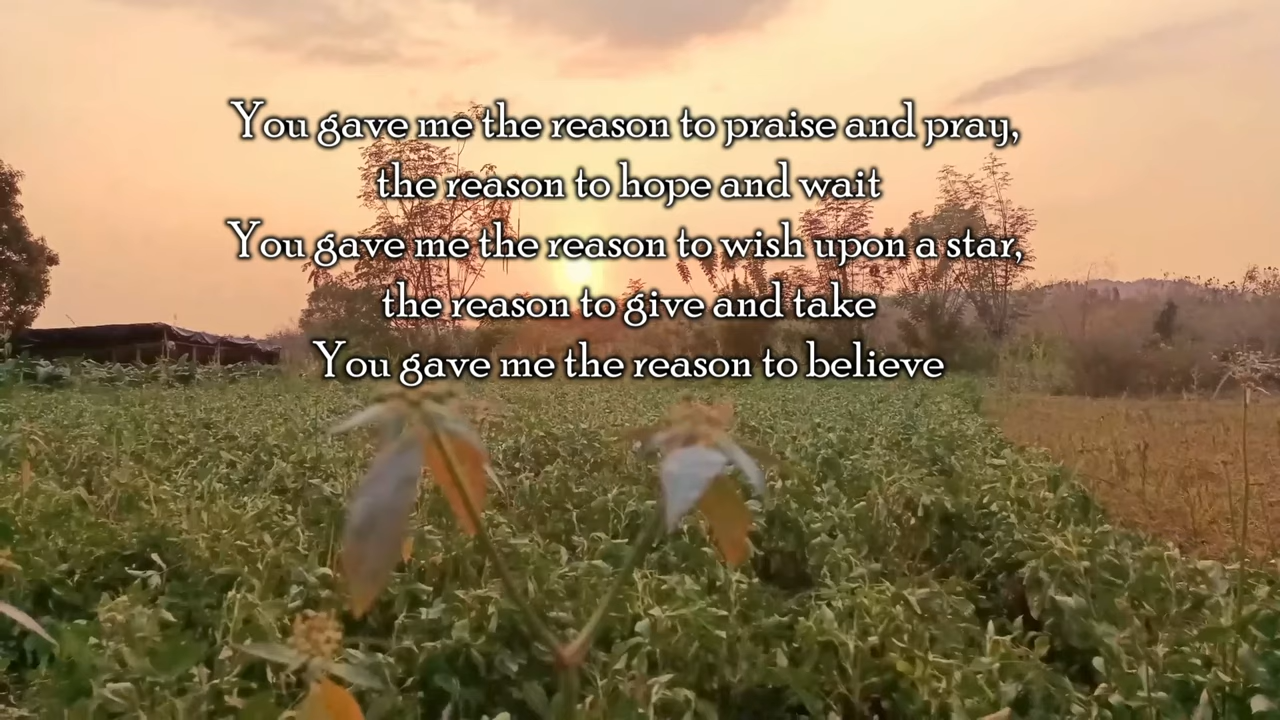 You gave me the reason to praise and pray,
the reason to hope and wait
You gave me the reason to wish upon a star,
the reason to give and take
You gave me the reason to believe